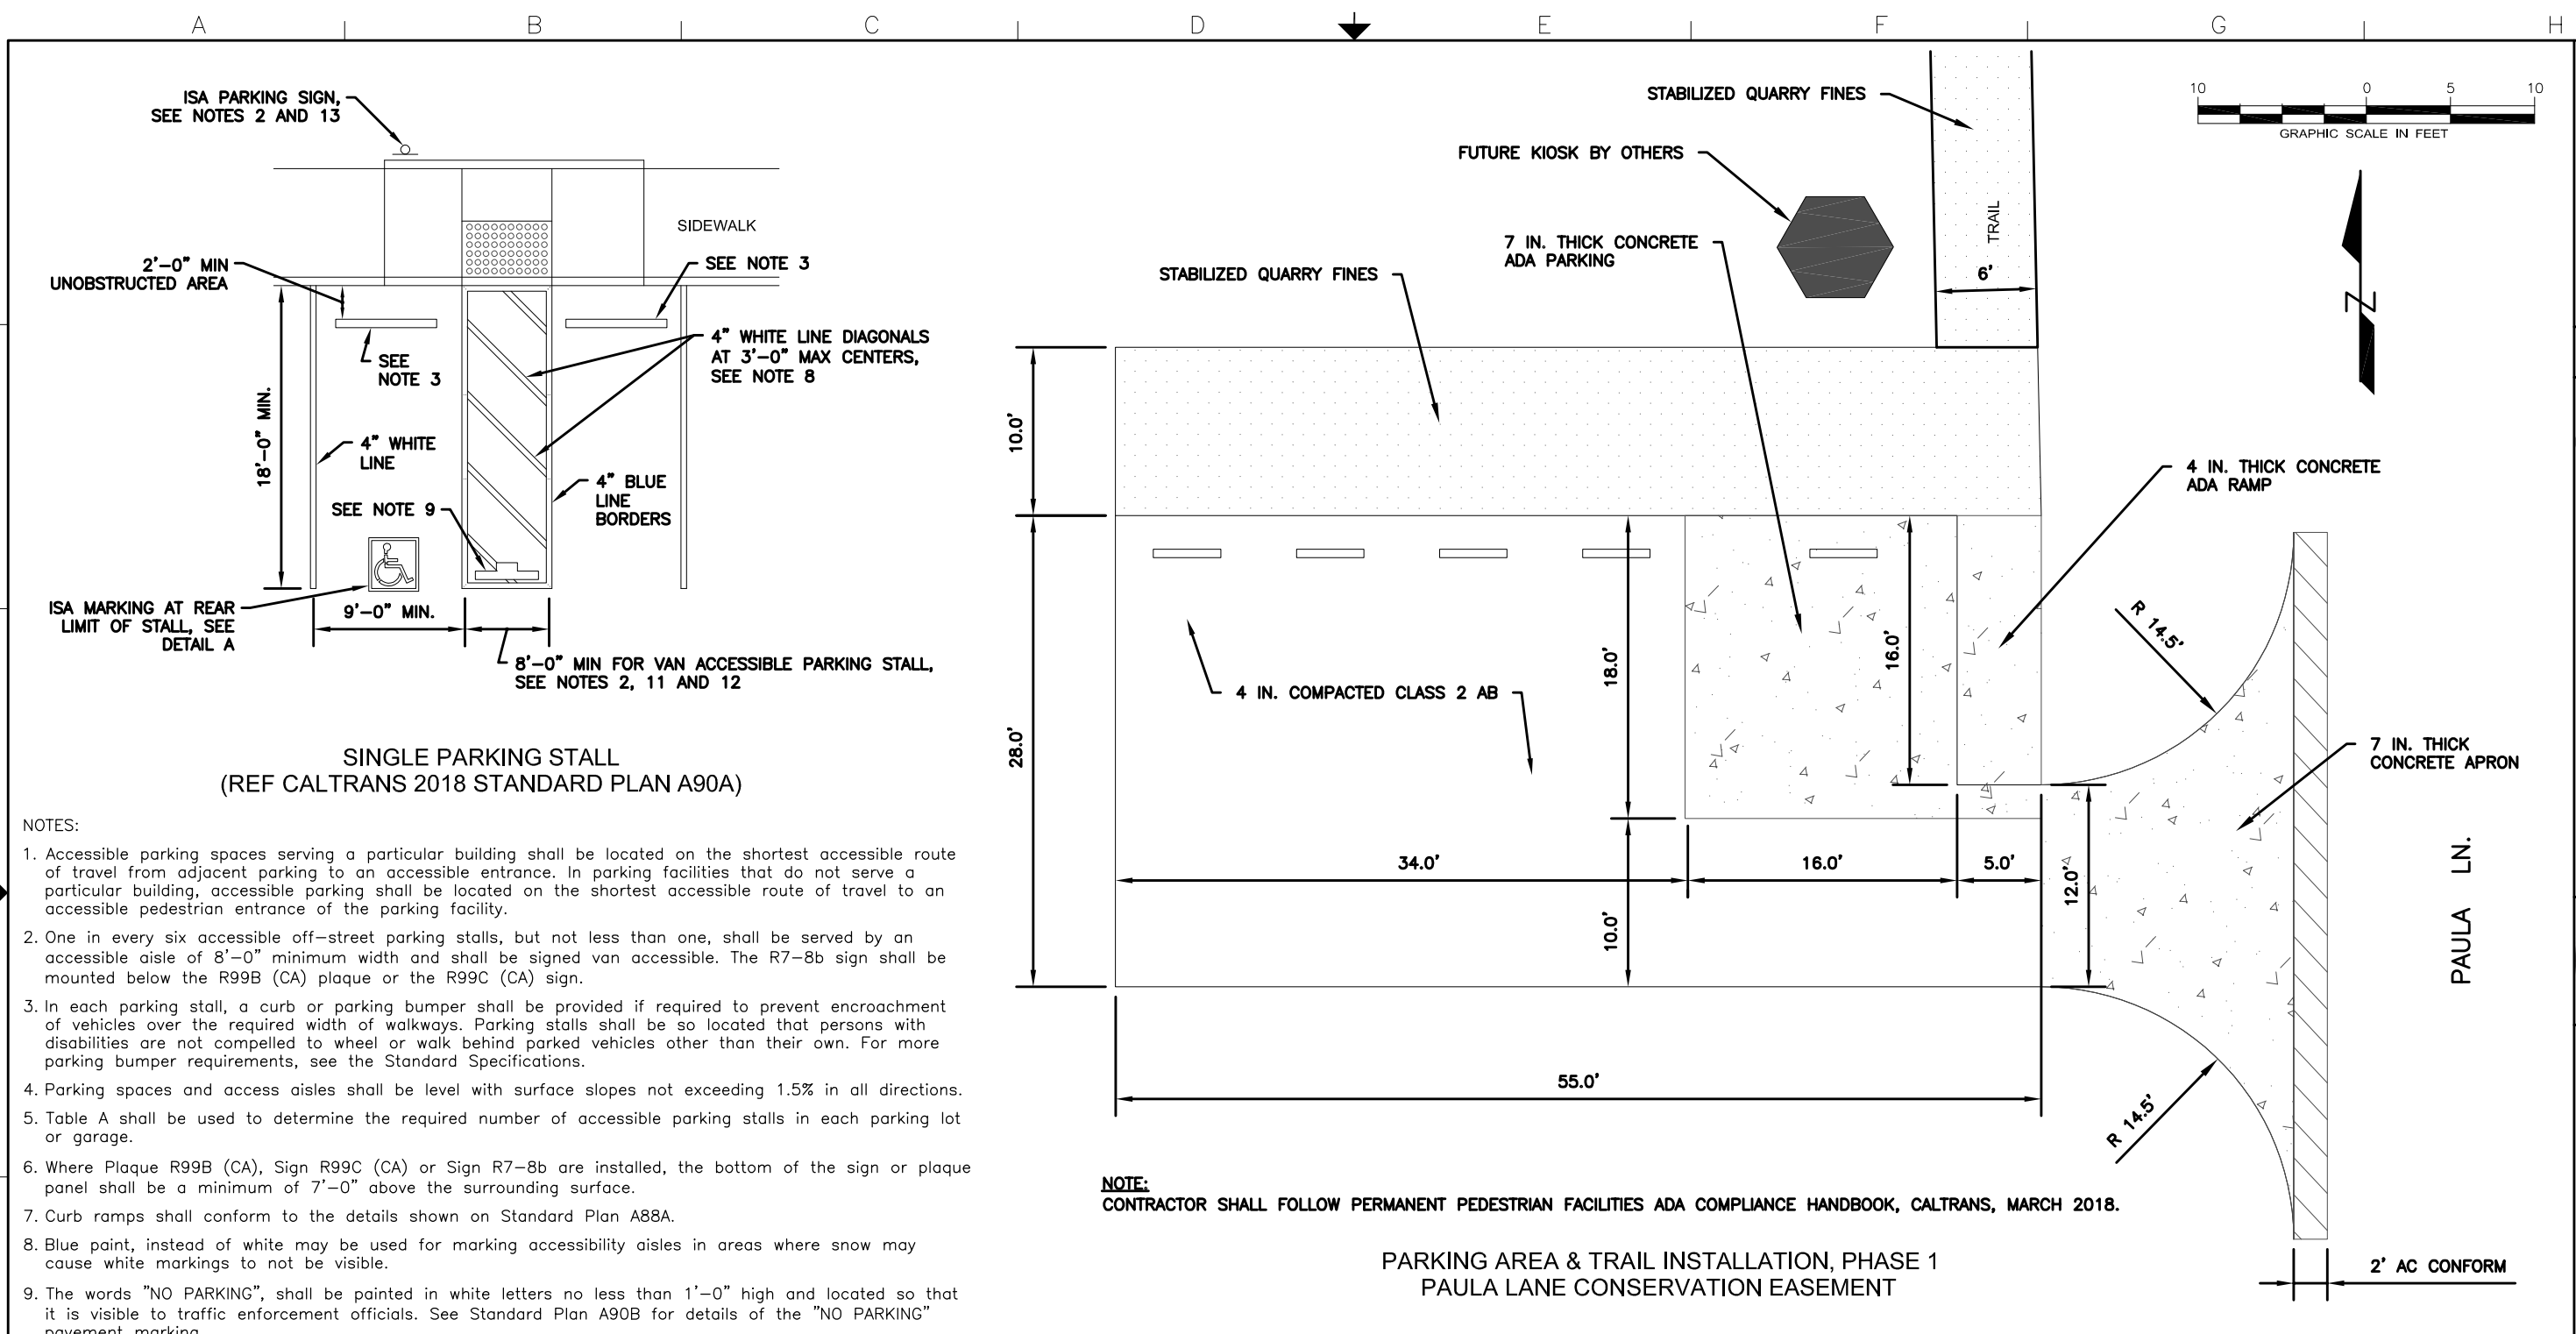 A B C D E F G H
ISA PARKING SIGN,
SEE NOTES 2 AND 13
SIDEWALK
2'-0" MIN
UNOBSTRUCTED AREA
SEE NOTE 3
SEE
NOTE 3
4" WHITE LINE DIAGONALS
AT 3'-0" MAX CENTERS,
SEE NOTE 8
18'-0" MIN.
4" WHITE
LINE
4" BLUE
LINE
BORDERS
SEE NOTE 9
ISA MARKING AT REAR
LIMIT OF STALL, SEE
DETAIL A
9'-0" MIN.
8'-0" MIN FOR VAN ACCESSIBLE PARKING STALL,
SEE NOTES 2, 11 AND 12
SINGLE PARKING STALL
(REF CALTRANS 2018 STANDARD PLAN A90A)
NOTES:
1. Accessible parking spaces serving a particular building shall be located on the shortest accessible route
of travel from adjacent parking to an accessible entrance. In parking facilities that do not serve a
particular building, accessible parking shall be located on the shortest accessible route of travel to an
accessible pedestrian entrance of the parking facility.
2. One in every six accessible off-street parking stalls, but not less than one, shall be served by an
accessible aisle of 8'-0" minimum width and shall be signed van accessible. The R7-8b sign shall be
mounted below the R99B (CA) plaque or the R99C (CA) sign.
3. In each parking stall, a curb or parking bumper shall be provided if required to prevent encroachment
of vehicles over the required width of walkways. Parking stalls shall be so located that persons with
disabilities are not compelled to wheel or walk behind parked vehicles other than their own. For more
parking bumper requirements, see the Standard Specifications.
4. Parking spaces and access aisles shall be level with surface slopes not exceeding 1.5% in all directions.
5. Table A shall be used to determine the required number of accessible parking stalls in each parking lot
or garage.
6. Where Plaque R99B (CA), Sign R99C (CA) or Sign R7-8b are installed, the bottom of the sign or plaque
panel shall be a minimum of 7'-0" above the surrounding surface.
7. Curb ramps shall conform to the details shown on Standard Plan A88A.
8. Blue paint, instead of white may be used for marking accessibility aisles in areas where snow may
cause white markings to not be visible.
9. The words "NO PARKING", shall be painted in white letters no less than 1'-0" high and located so that
it is visible to traffic enforcement officials. See Standard Plan A90B for details of the "NO PARKING"
pavement marking.
STABILIZED QUARRY FINES
FUTURE KIOSK BY OTHERS
7 IN. THICK CONCRETE
ADA PARKING
STABILIZED QUARRY FINES
TRAIL
6'
10 0 5 10
GRAPHIC SCALE IN FEET
N
10.0'
4 IN. THICK CONCRETE
ADA RAMP
28.0'
18.0'
16.0'
R 14.5'
4 IN. COMPACTED CLASS 2 AB
7 IN. THICK
CONCRETE APRON
34.0'
16.0'
5.0'
12.0'
10.0'
PAULA LN.
55.0'
R 14.5'
2' AC CONFORM
NOTE:
CONTRACTOR SHALL FOLLOW PERMANENT PEDESTRIAN FACILITIES ADA COMPLIANCE HANDBOOK, CALTRANS, MARCH 2018.
PARKING AREA & TRAIL INSTALLATION, PHASE 1
PAULA LANE CONSERVATION EASEMENT